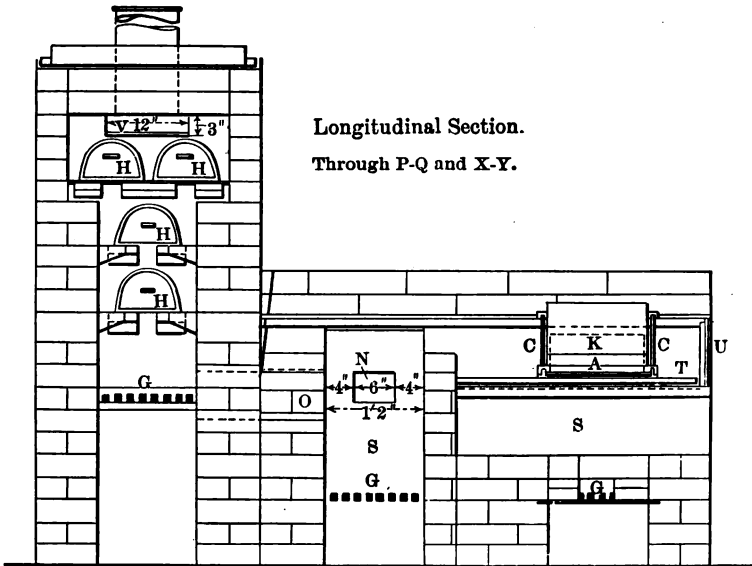 V 12" 3"
Longitudinal Section.
Through P-Q and X-Y.
H H
H
H
G
N
4" 6" 4"
1' 2"
O
S
G
C K C U
A
T
S
G